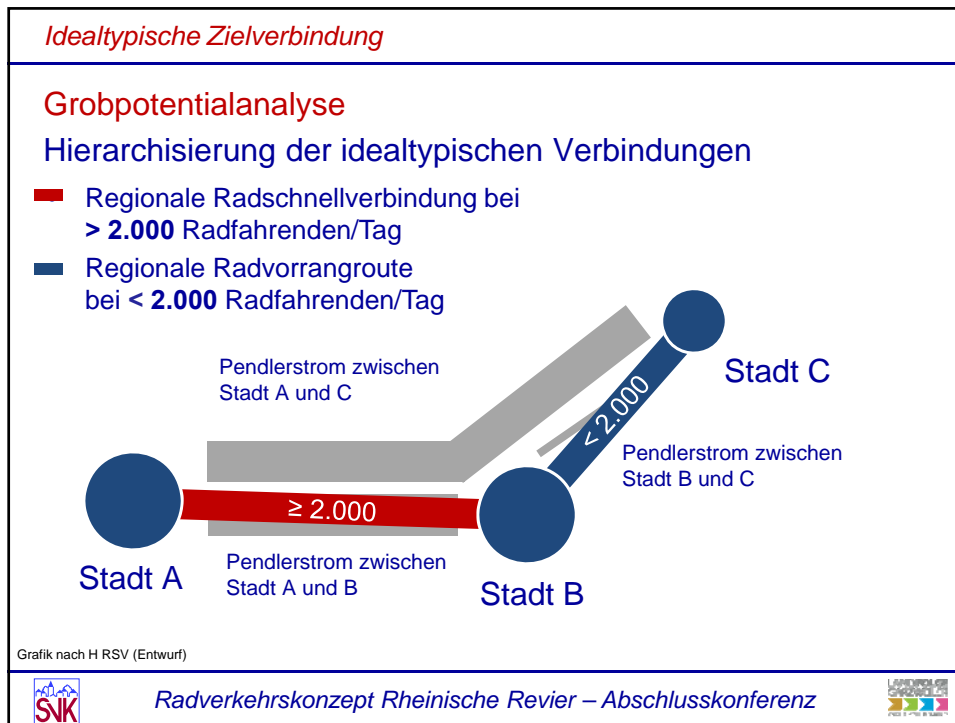 Idealtypische Zielverbindung
Grobpotentialanalyse
Hierarchisierung der idealtypischen Verbindungen
Regionale Radschnellverbindung bei
> 2.000 Radfahrenden/Tag
Regionale Radvorrangroute
bei < 2.000 Radfahrenden/Tag
Pendlerstrom zwischen
Stadt A und C
Stadt C
< 2.000
Pendlerstrom zwischen
Stadt B und C
≥ 2.000
Stadt A
Pendlerstrom zwischen
Stadt A und B
Stadt B
Grafik nach H RSV (Entwurf)
SVK
Radverkehrskonzept Rheinische Revier – Abschlusskonferenz